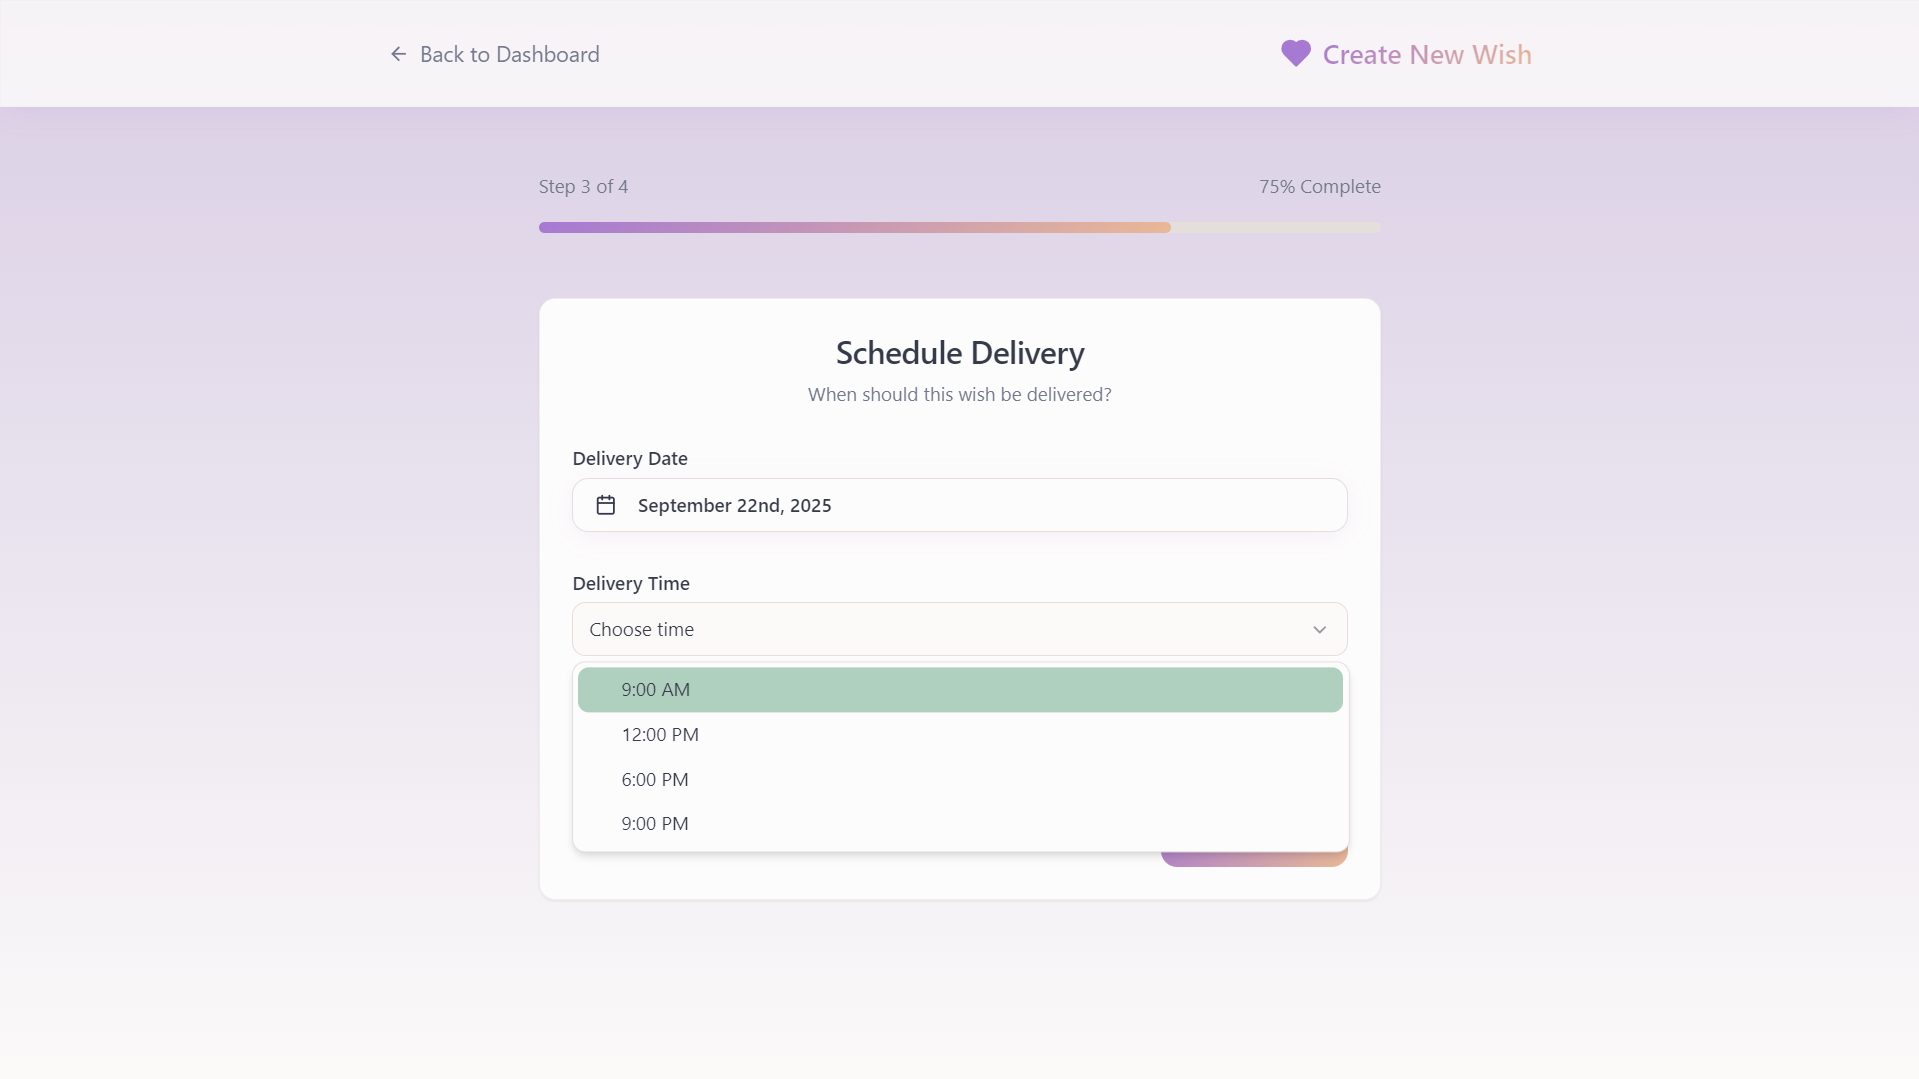 Back to Dashboard
Create New Wish
Step 3 of 4
75% Complete
Schedule Delivery
When should this wish be delivered?
Delivery Date
September 22nd, 2025
Delivery Time
Choose time
9:00 AM
12:00 PM
6:00 PM
9:00 PM